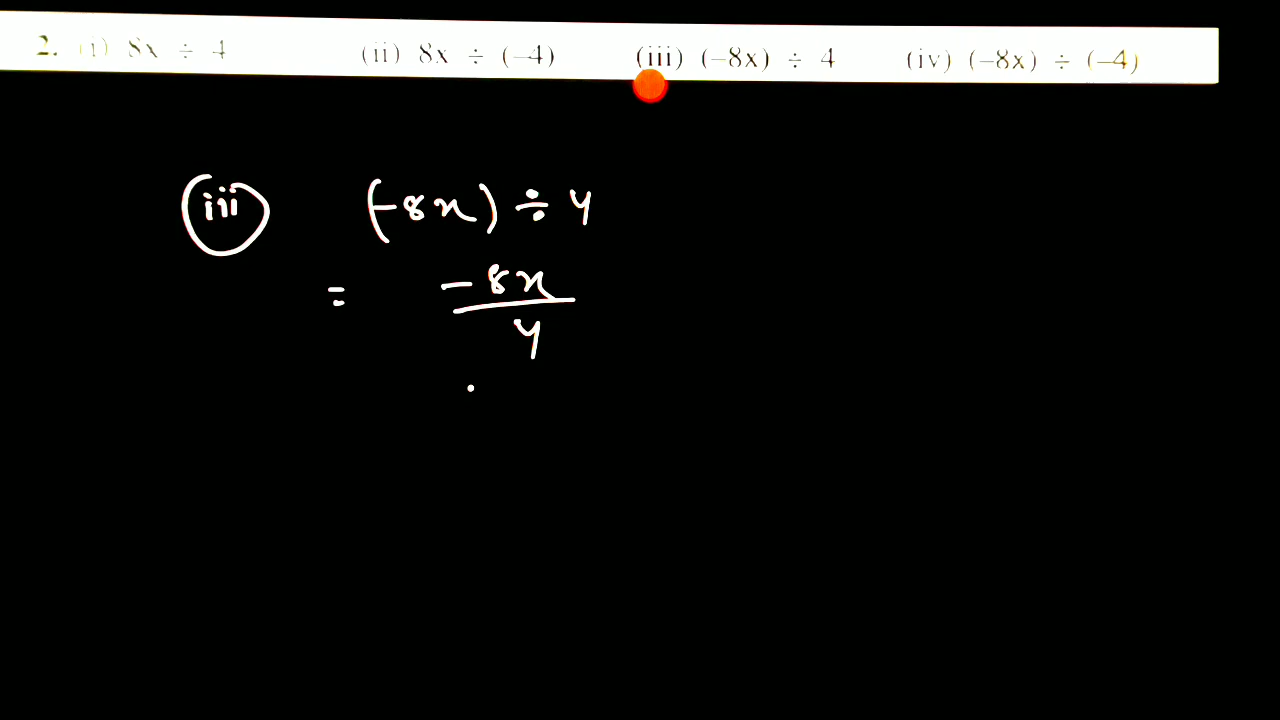 2. (i) 8x ÷ 4 (ii) 8x ÷ (–4) (iii) (–8x) ÷ 4 (iv) (–8x) ÷ (–4)
(iii) (-8x) ÷ 4
= -8x
4